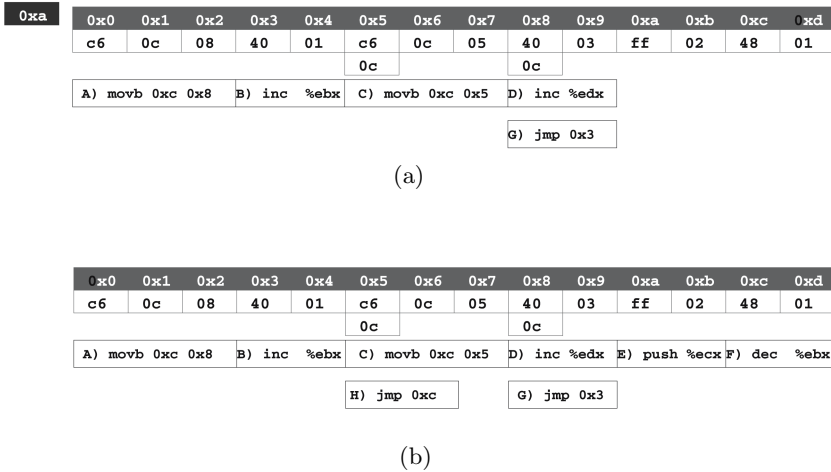 0xa 0x0 0x1 0x2 0x3 0x4 0x5 0x6 0x7 0x8 0x9 0xa 0xb 0xc 0xd
c6 0c 08 40 01 c6 0c 05 40 03 ff 02 48 01
0c 0c
A) movb 0xc 0x8 B) inc %ebx C) movb 0xc 0x5 D) inc %edx
G) jmp 0x3
(a)
0x0 0x1 0x2 0x3 0x4 0x5 0x6 0x7 0x8 0x9 0xa 0xb 0xc 0xd
c6 0c 08 40 01 c6 0c 05 40 03 ff 02 48 01
0c 0c
A) movb 0xc 0x8 B) inc %ebx C) movb 0xc 0x5 D) inc %edx E) push %ecx F) dec %ebx
H) jmp 0xc G) jmp 0x3
(b)